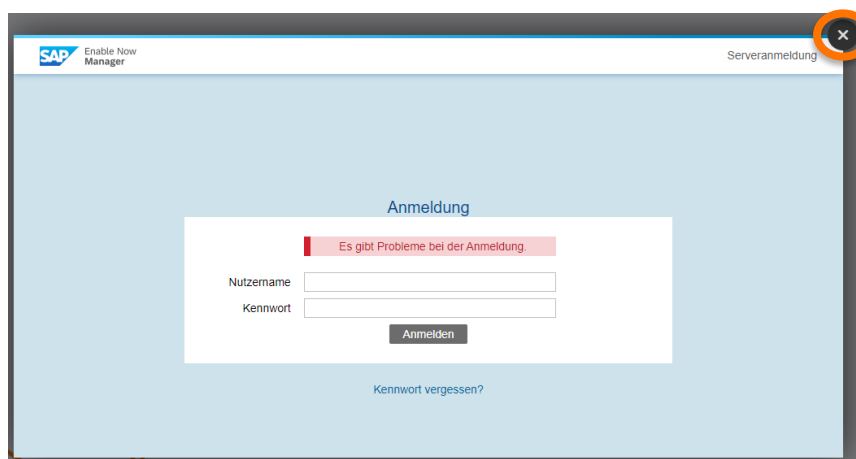 SAP
Enable Now
Manager
Serveranmeldung
Anmeldung
Es gibt Probleme bei der Anmeldung.
Nutzername
Kennwort
Anmelden
Kennwort vergessen?